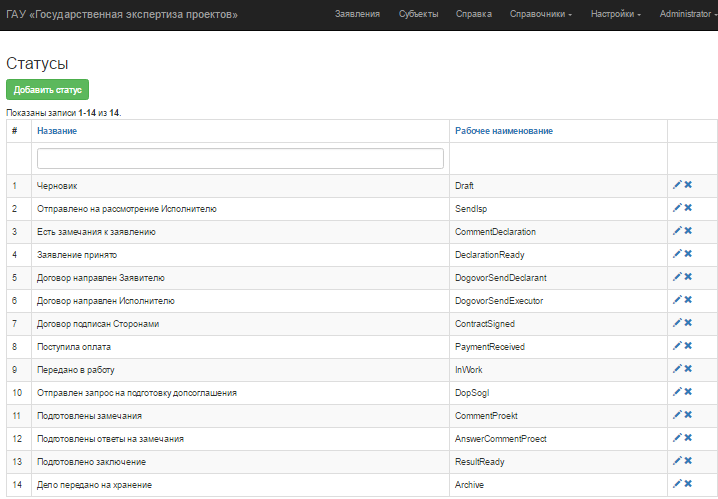 ГАУ «Государственная экспертиза проектов» Заявления Субъекты Справка Справочники Настройки Administrator
Статусы
Добавить статус
Показаны записи 1-14 из 14.
# Название Рабочее наименование
1 Черновик Draft
2 Отправлено на рассмотрение Исполнителю SendIsp
3 Есть замечания к заявлению CommentDeclaration
4 Заявление принято DeclarationReady
5 Договор направлен Заявителю DogovorSendDeclarant
6 Договор направлен Исполнителю DogovorSendExecutor
7 Договор подписан Сторонами ContractSigned
8 Поступила оплата PaymentReceived
9 Передано в работу InWork
10 Отправлен запрос на подготовку допсоглашения DopSogl
11 Подготовлены замечания CommentProekt
12 Подготовлены ответы на замечания AnswerCommentProect
13 Подготовлено заключение ResultReady
14 Дело передано на хранение Archive